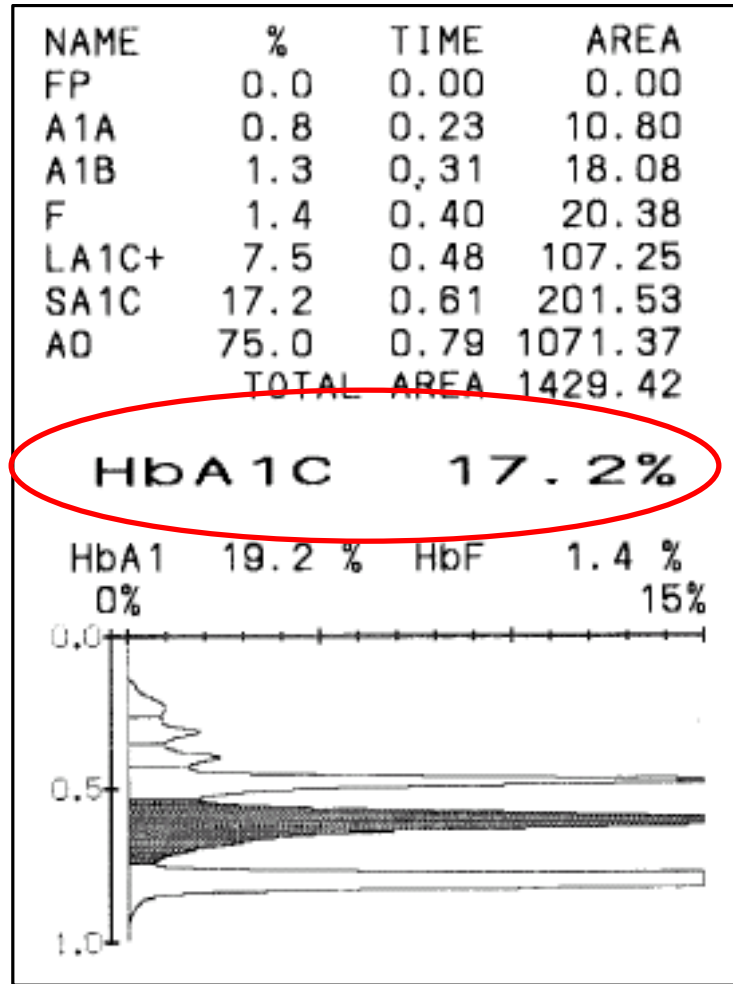 NAME % TIME AREA
FP 0.0 0.00 0.00
A1A 0.8 0.23 10.80
A1B 1.3 0.31 18.08
F 1.4 0.40 20.38
LA1C+ 7.5 0.48 107.25
SA1C 17.2 0.61 201.53
A0 75.0 0.79 1071.37
TOTAL AREA 1429.42
HbA1C 17.2%
HbA1 19.2 % HbF 1.4 %
0% 15%
0.0
0.5
1.0